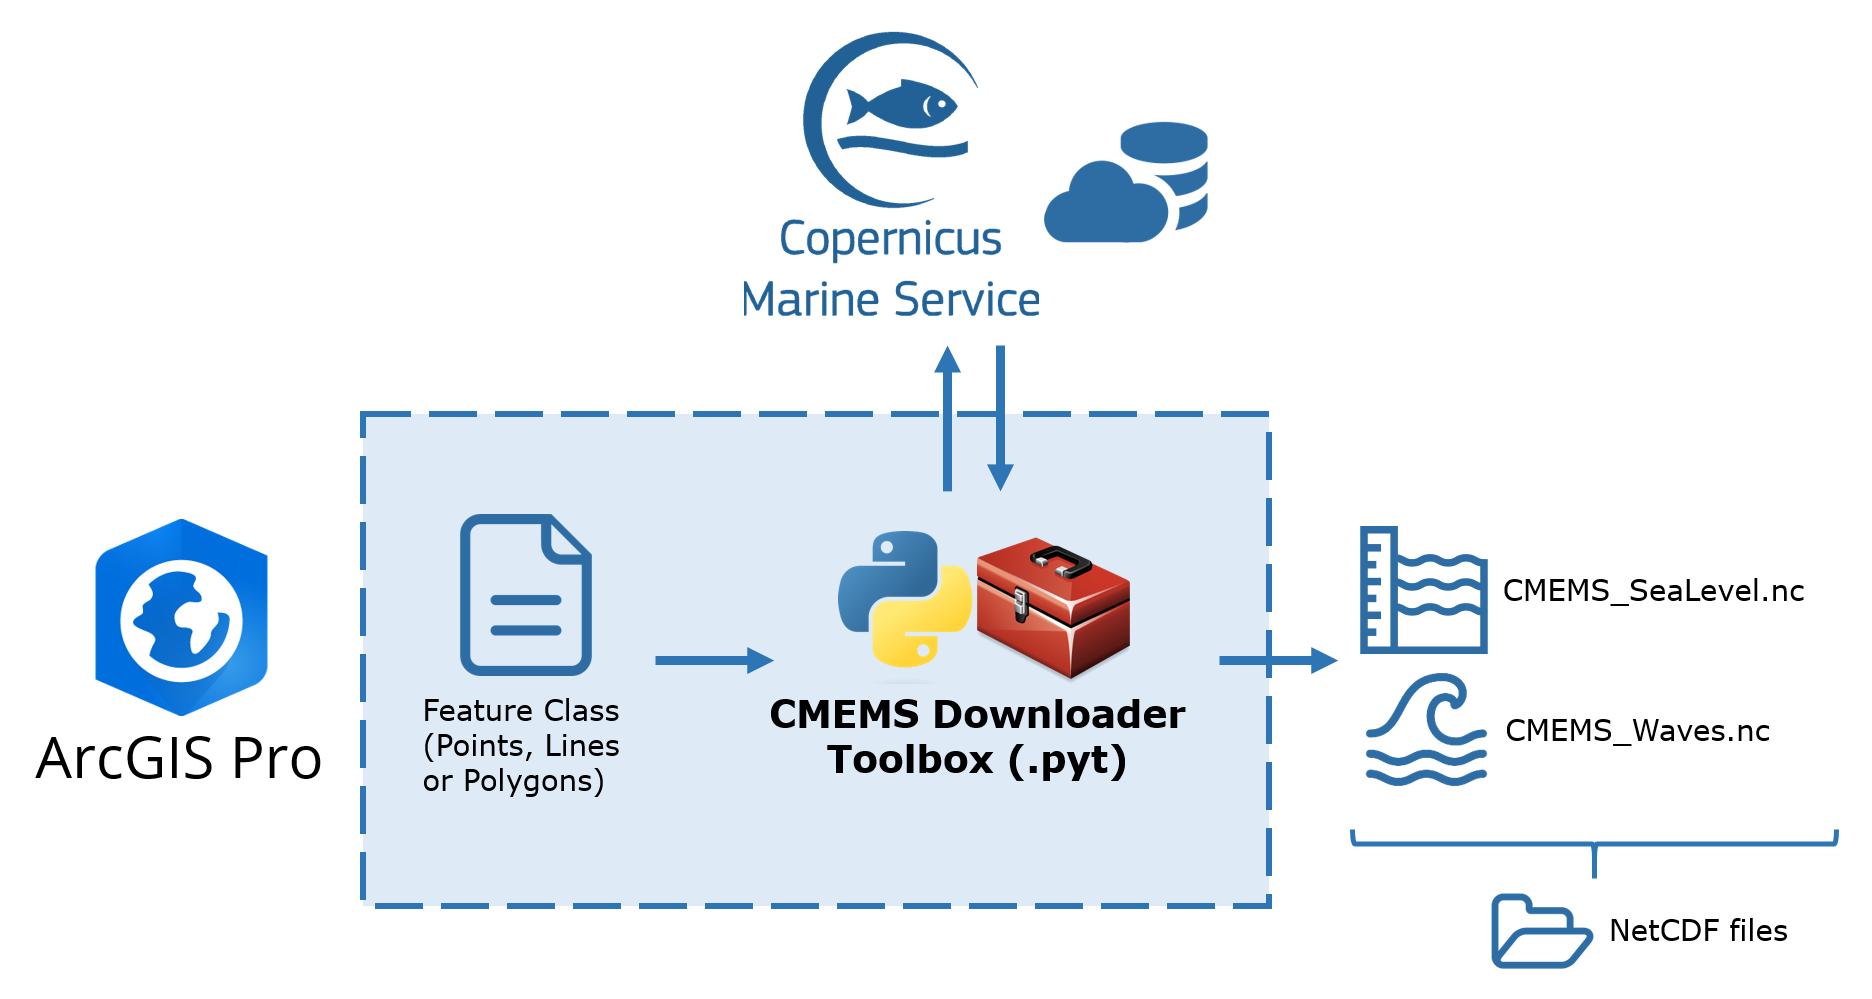 Copernicus
Marine Service
ArcGIS Pro
Feature Class
(Points, Lines
or Polygons)
CMEMS Downloader
Toolbox (.pyt)
CMEMS_SeaLevel.nc
CMEMS_Waves.nc
NetCDF files